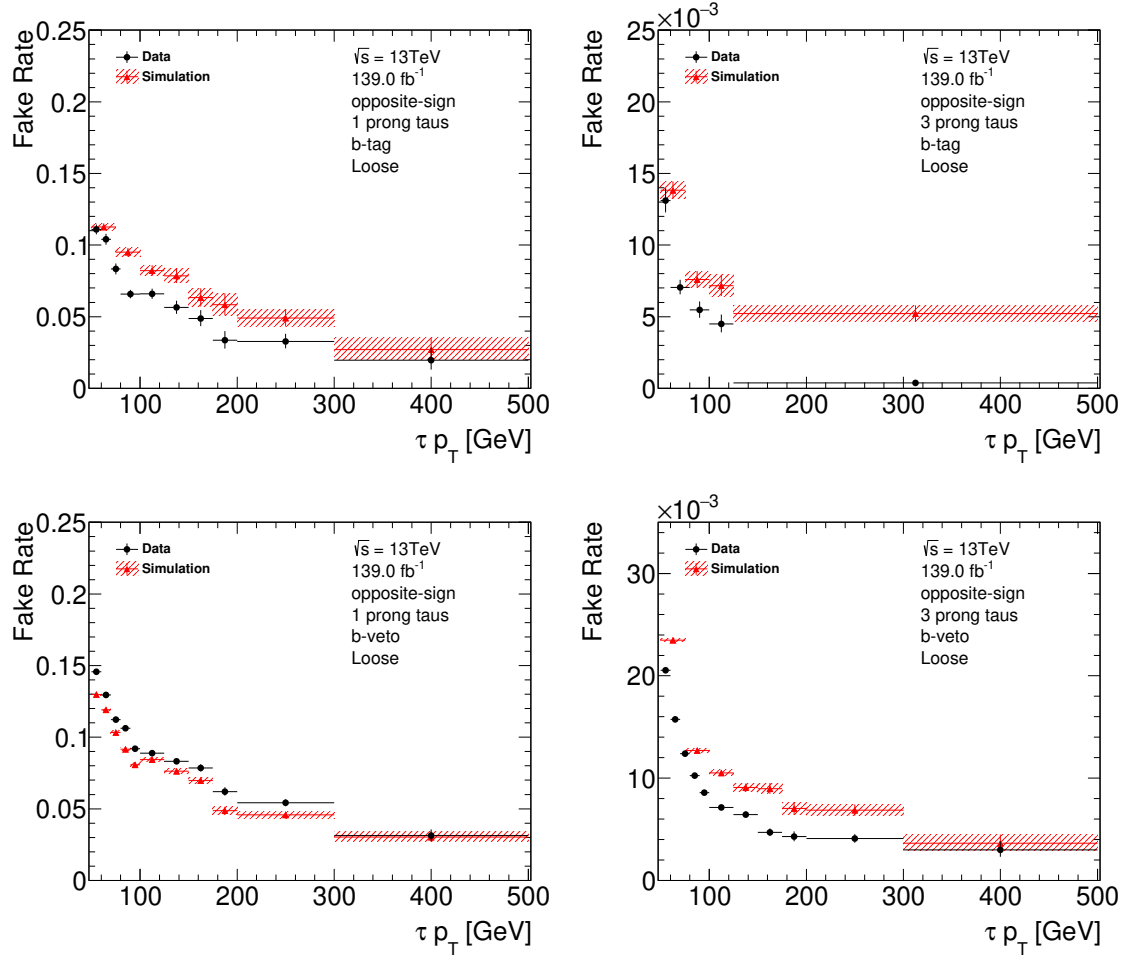 Fake Rate
0.25
0.2
0.15
0.1
0.05
0
Data
Simulation
√s = 13TeV
139.0 fb⁻¹
opposite-sign
1 prong taus
b-tag
Loose
100 200 300 400 500
τ p_T [GeV]
×10⁻³
Fake Rate
25
20
15
10
5
0
Data
Simulation
√s = 13TeV
139.0 fb⁻¹
opposite-sign
3 prong taus
b-tag
Loose
100 200 300 400 500
τ p_T [GeV]
Fake Rate
0.25
0.2
0.15
0.1
0.05
0
Data
Simulation
√s = 13TeV
139.0 fb⁻¹
opposite-sign
1 prong taus
b-veto
Loose
100 200 300 400 500
τ p_T [GeV]
×10⁻³
Fake Rate
30
20
10
0
Data
Simulation
√s = 13TeV
139.0 fb⁻¹
opposite-sign
3 prong taus
b-veto
Loose
100 200 300 400 500
τ p_T [GeV]